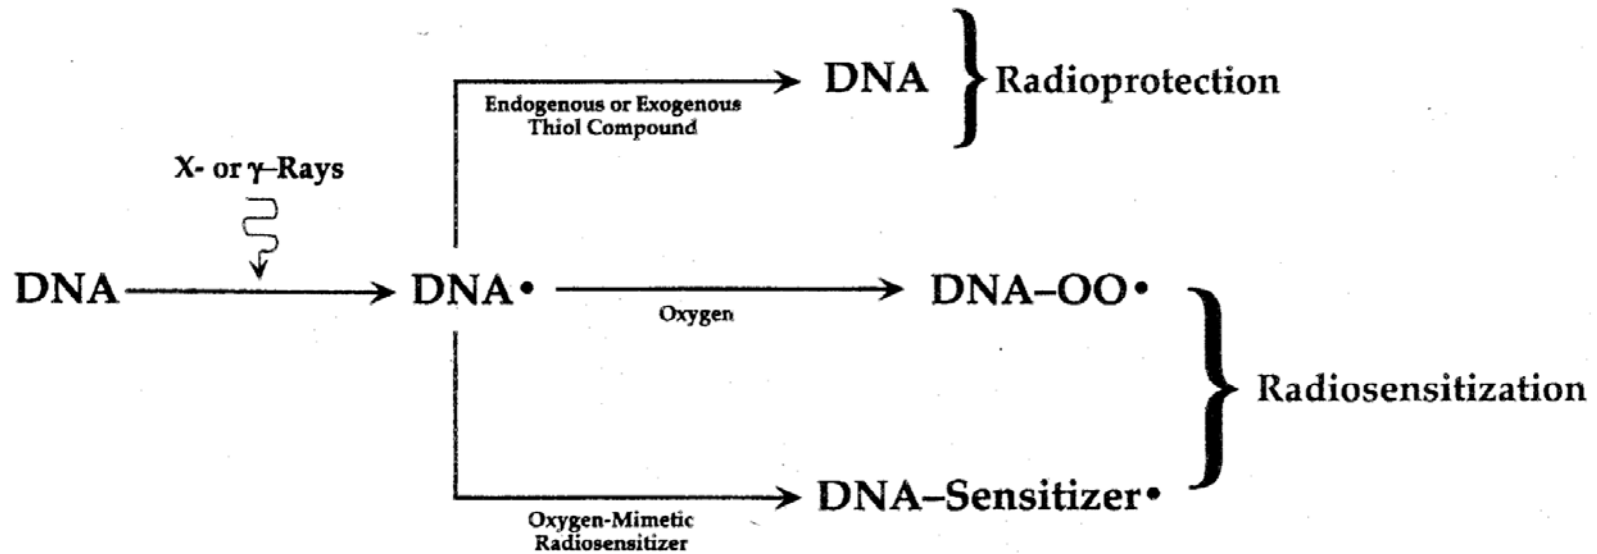 DNA } Radioprotection
Endogenous or Exogenous
Thiol Compound
X- or γ-Rays
DNA
DNA•
Oxygen
DNA–OO•
Radiosensitization
DNA–Sensitizer•
Oxygen-Mimetic
Radiosensitizer